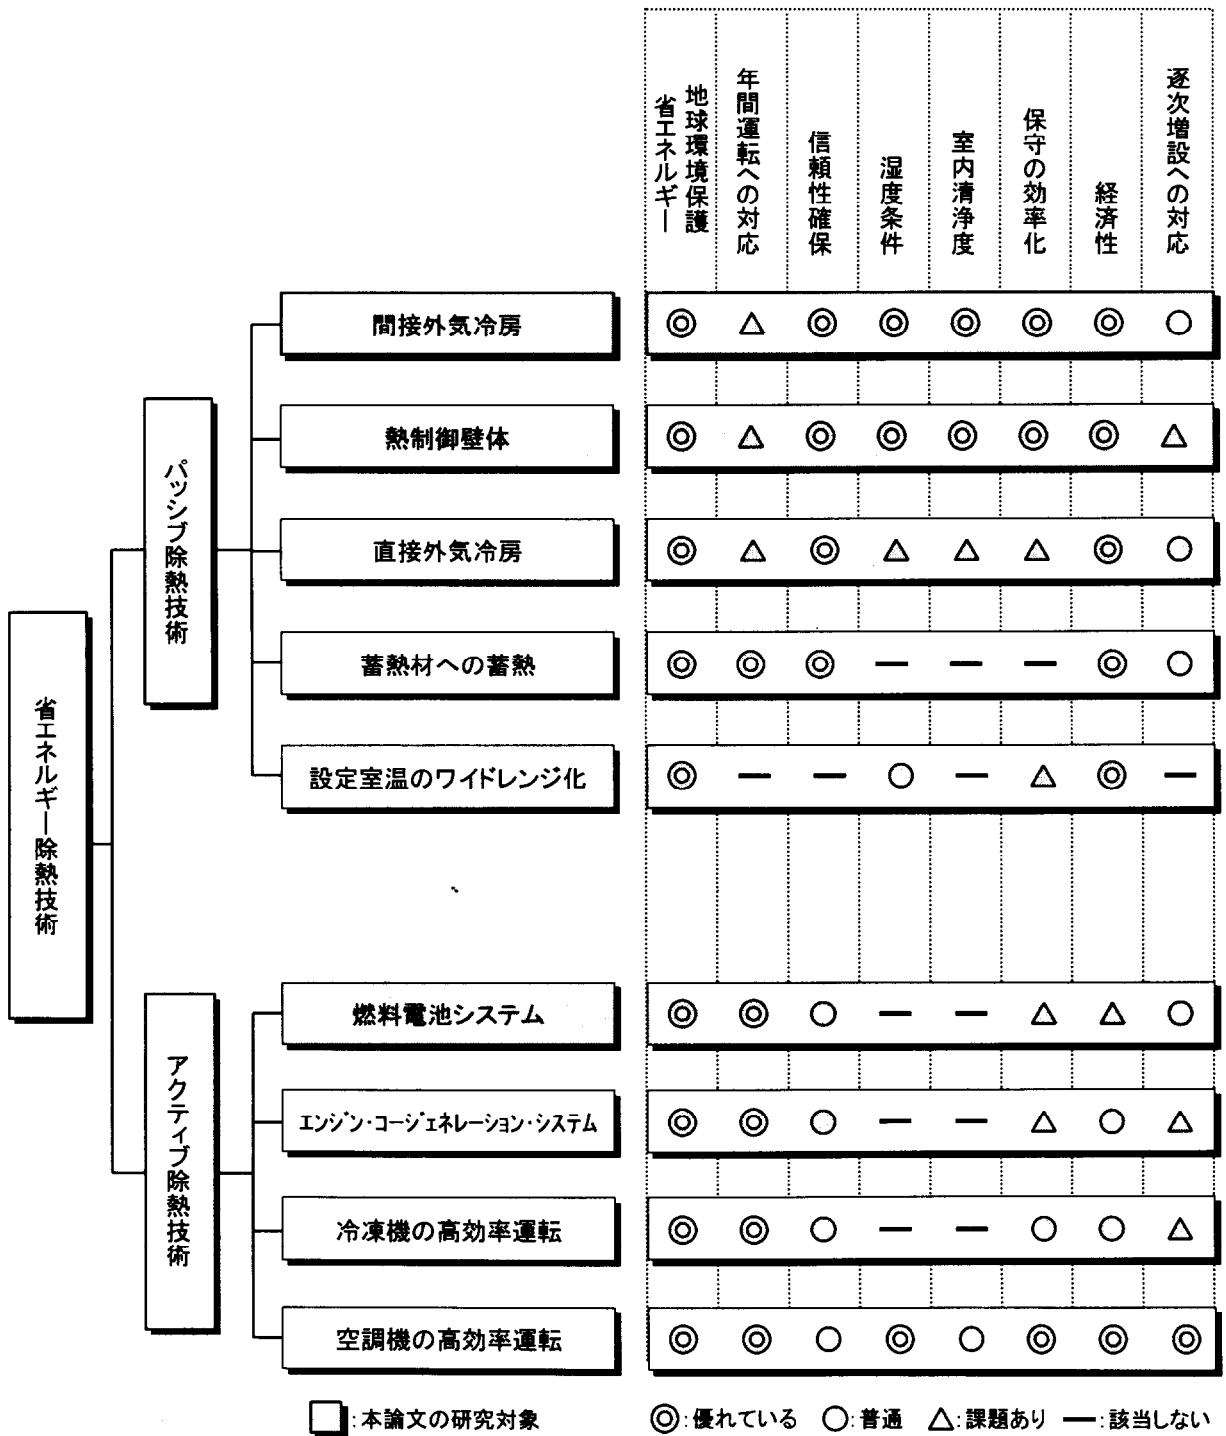 地球環境保護
省エネルギー
年間運転への対応
信頼性確保
湿度条件
室内清浄度
保守の効率化
経済性
逐次増設への対応
省エネルギー除熱技術
パッシブ除熱技術
間接外気冷房 ◎ △ ◎ ◎ ◎ ◎ ◎ ○
熱制御壁体 ◎ △ ◎ ◎ ◎ ◎ ◎ △
直接外気冷房 ◎ △ ◎ △ △ △ ◎ ○
蓄熱材への蓄熱 ◎ ◎ ◎ — — — ◎ ○
設定室温のワイドレンジ化 ◎ — — ○ — △ ◎ —
アクティブ除熱技術
燃料電池システム ◎ ◎ ○ — — △ △ ○
エンジン・コージェネレーション・システム ◎ ◎ ○ — — △ ○ △
冷凍機の高効率運転 ◎ ◎ ○ — — ○ ○ △
空調機の高効率運転 ◎ ◎ ○ ◎ ○ ◎ ◎ ◎
□:本論文の研究対象 ◎:優れている ○:普通 △:課題あり —:該当しない